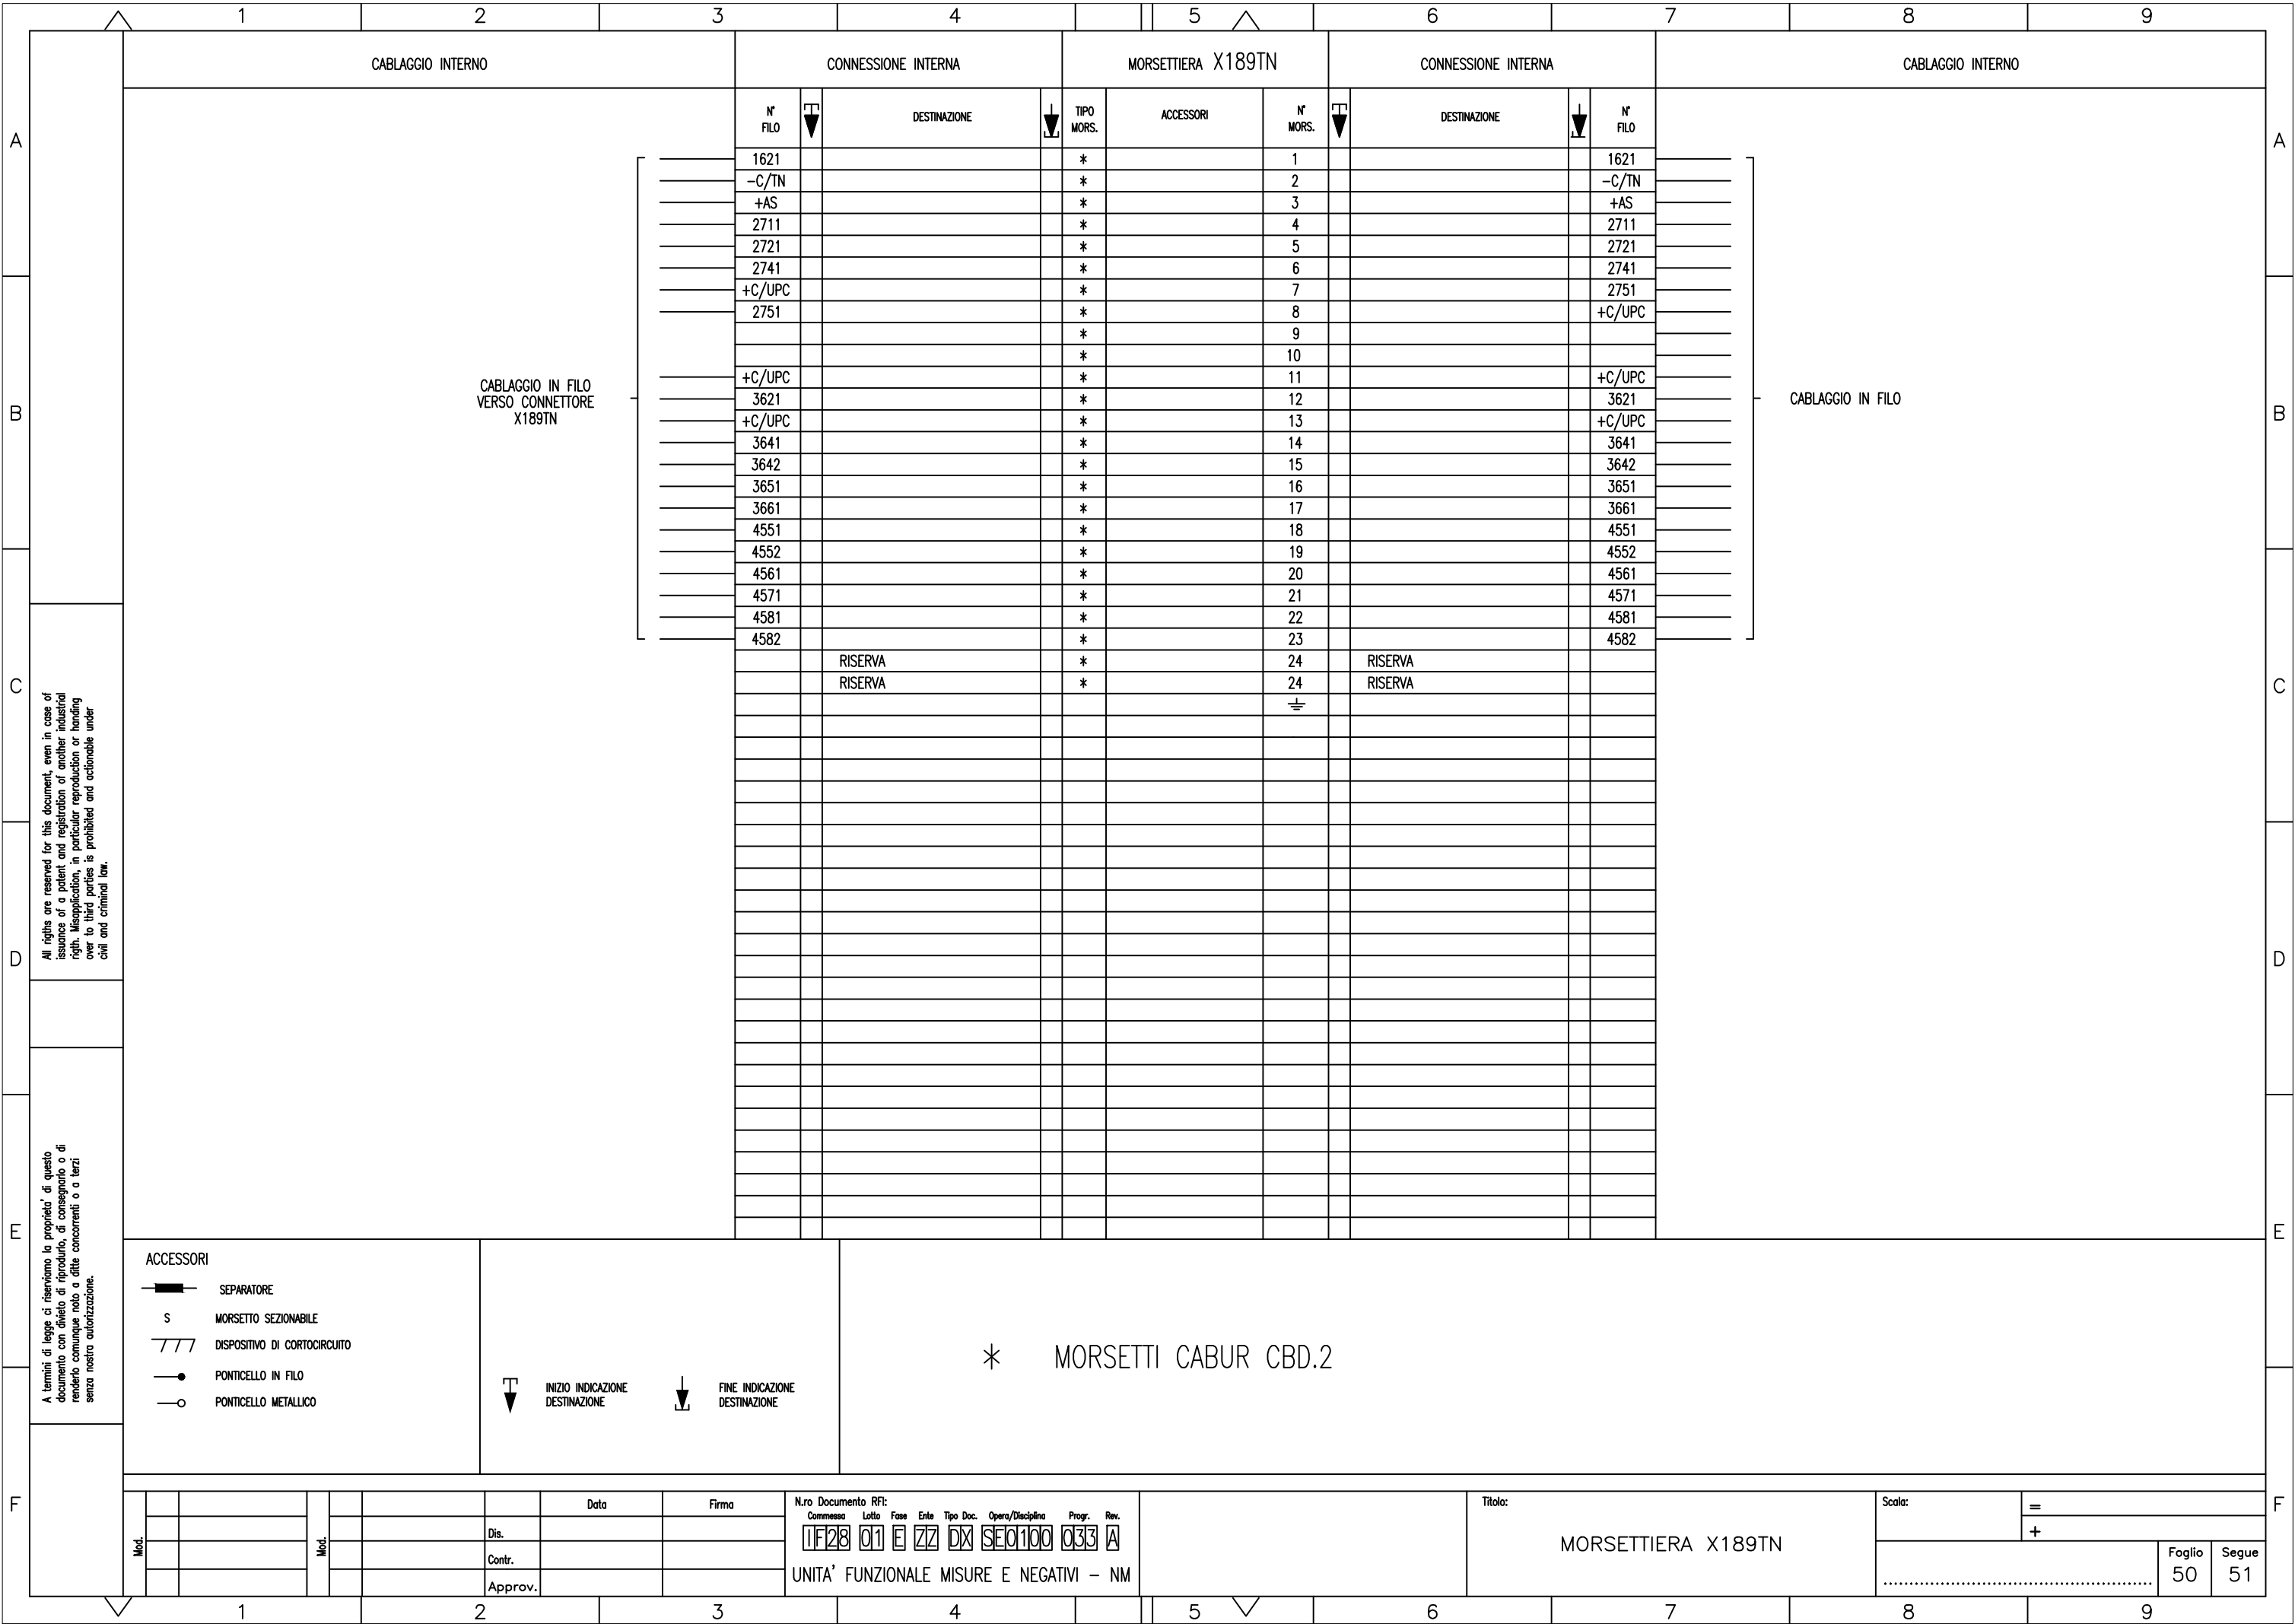 1 2 3 4 5 6 7 8 9
CABLAGGIO INTERNO CONNESSIONE INTERNA MORSETTIERA X189TN CONNESSIONE INTERNA CABLAGGIO INTERNO
N° FILO DESTINAZIONE TIPO MORS. ACCESSORI N° MORS. DESTINAZIONE N° FILO
1621 * 1 1621
-C/TN * 2 -C/TN
+AS * 3 +AS
2711 * 4 2711
2721 * 5 2721
2741 * 6 2741
+C/UPC * 7 2751
2751 * 8 +C/UPC
* 9
* 10
+C/UPC * 11 +C/UPC
3621 * 12 3621
+C/UPC * 13 +C/UPC
3641 * 14 3641
3642 * 15 3642
3651 * 16 3651
3661 * 17 3661
4551 * 18 4551
4552 * 19 4552
4561 * 20 4561
4571 * 21 4571
4581 * 22 4581
4582 * 23 4582
RISERVA * 24 RISERVA
RISERVA * 24 RISERVA
CABLAGGIO IN FILO
VERSO CONNETTORE
X189TN
CABLAGGIO IN FILO
A A
B B
C C
D D
E E
F F
All rigths are reserved for this document, even in case of
issuance of a patent and registration of another industrial
rigth. Misapplication, in particular reproduction or handing
over to third parties is prohibited and actionable under
civil and criminal law.
A termini di legge ci riserviamo la proprieta' di questo
documento con divieto di riprodurlo, di consegnarlo o di
renderlo comunque noto a ditte concorrenti o a terzi
senza nostra autorizzazione.
ACCESSORI
SEPARATORE
S MORSETTO SEZIONABILE
DISPOSITIVO DI CORTOCIRCUITO
PONTICELLO IN FILO
PONTICELLO METALLICO
INIZIO INDICAZIONE
DESTINAZIONE
FINE INDICAZIONE
DESTINAZIONE
* MORSETTI CABUR CBD.2
Mod. Mod.
Data Firma
Dis.
Contr.
Approv.
N.ro Documento RFI:
Commessa Lotto Fase Ente Tipo Doc. Opera/Disciplina Progr. Rev.
IF28 01 E ZZ DX SE0100 033 A
UNITA' FUNZIONALE MISURE E NEGATIVI - NM
Titolo:
MORSETTIERA X189TN
Scala:
=
+
Foglio Segue
50 51
1 2 3 4 5 6 7 8 9